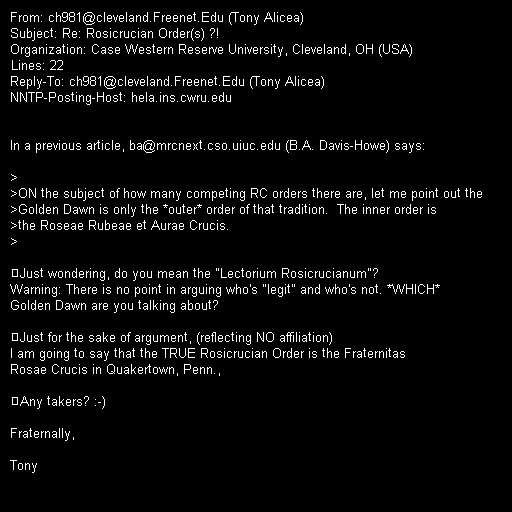 From: ch981@cleveland.Freenet.Edu (Tony Alicea)
Subject: Re: Rosicrucian Order(s) ?!
Organization: Case Western Reserve University, Cleveland, OH (USA)
Lines: 22
Reply-To: ch981@cleveland.Freenet.Edu (Tony Alicea)
NNTP-Posting-Host: hela.ins.cwru.edu
In a previous article, ba@mrcnext.cso.uiuc.edu (B.A. Davis-Howe) says:
>
>ON the subject of how many competing RC orders there are, let me point out the
>Golden Dawn is only the *outer* order of that tradition.  The inner order is
>the Roseae Rubeae et Aurae Crucis.
>
Just wondering, do you mean the "Lectorium Rosicrucianum"?
Warning: There is no point in arguing who's "legit" and who's not. *WHICH*
Golden Dawn are you talking about?
Just for the sake of argument, (reflecting NO affiliation)
I am going to say that the TRUE Rosicrucian Order is the Fraternitas
Rosae Crucis in Quakertown, Penn.,
Any takers? :-)
Fraternally,
Tony